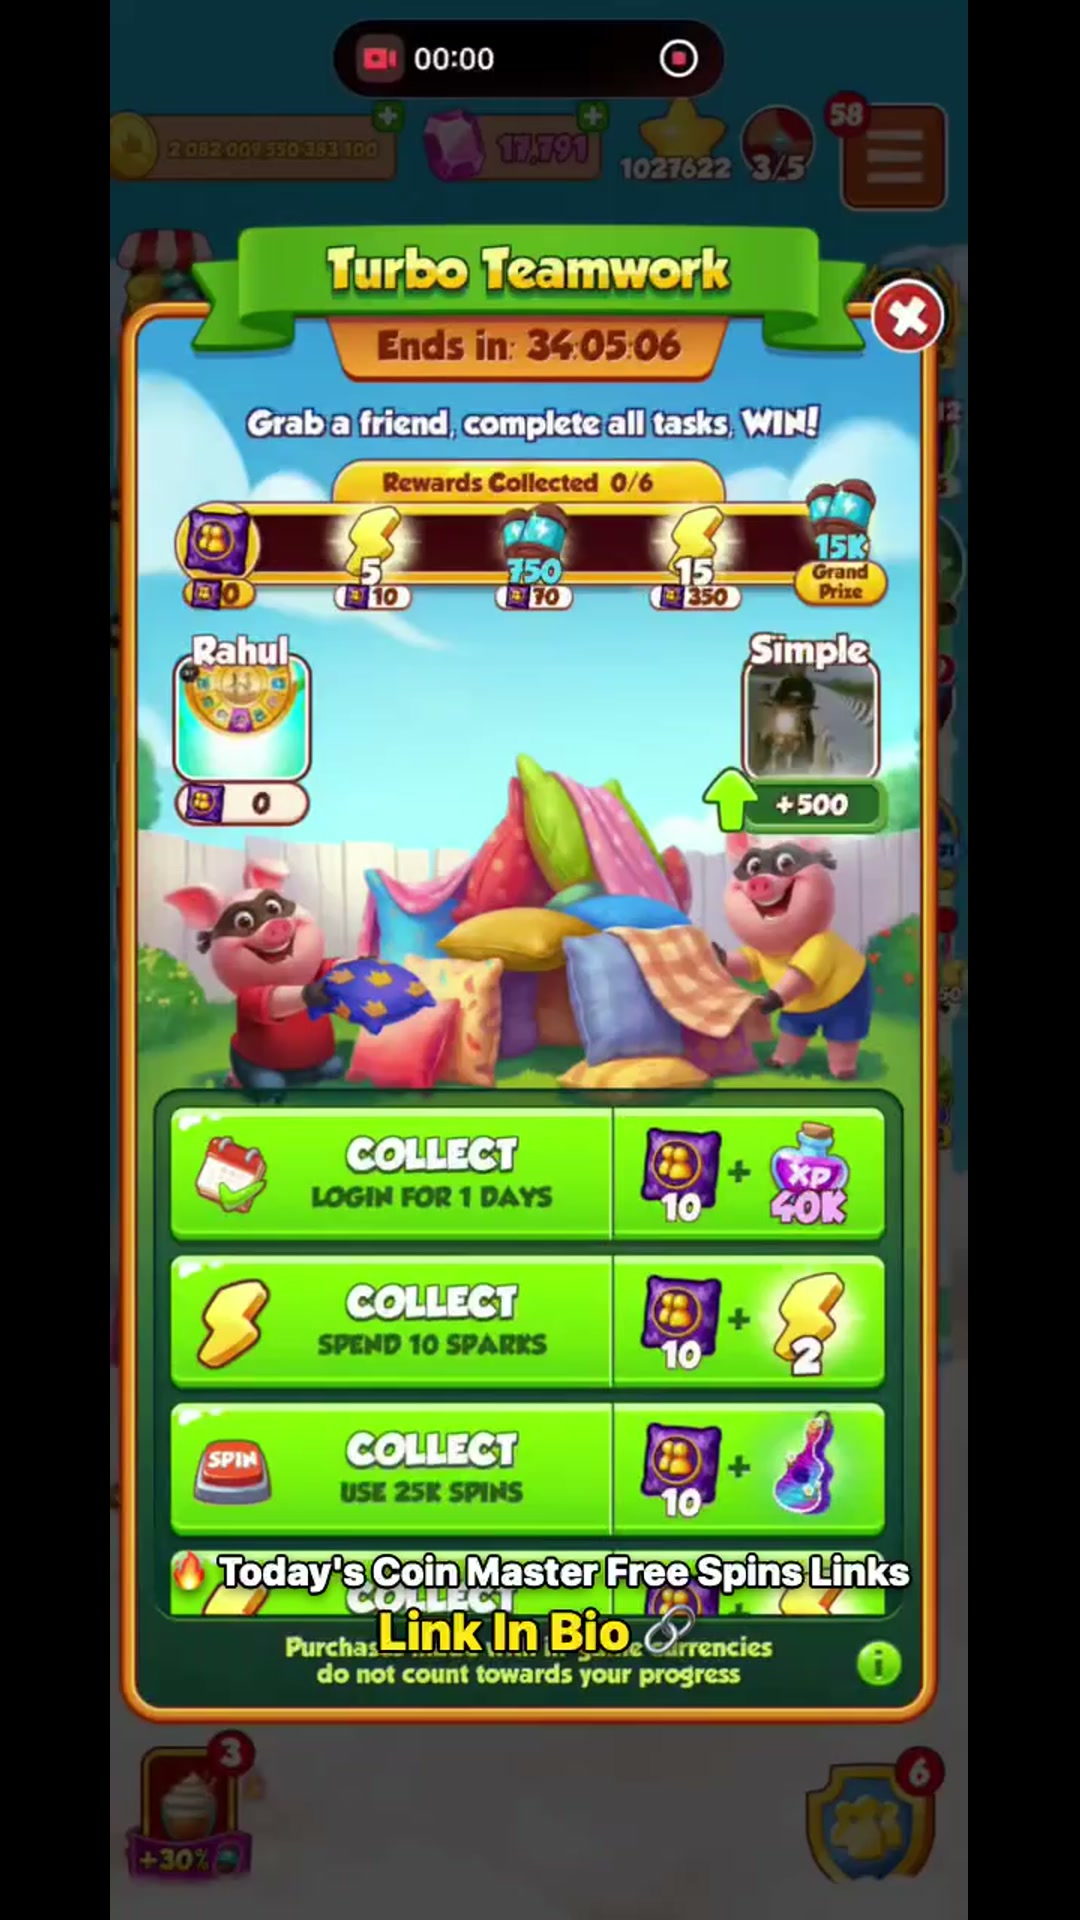 00:00
2 082 009 550 383 100
17,791
1027622
3/5
58
Turbo Teamwork
Ends in: 34:05:06
Grab a friend, complete all tasks, WIN!
Rewards Collected 0/6
5
750
15
15K
Grand
Prize
0
10
70
350
Rahul
Simple
0
+500
COLLECT
LOGIN FOR 1 DAYS
10
+
XP
40K
COLLECT
SPEND 10 SPARKS
10
+
2
SPIN
COLLECT
USE 25K SPINS
10
+
🔥 Today's Coin Master Free Spins Links
COLLECT
Link In Bio 🔗
do not count towards your progress
3
+30%
6